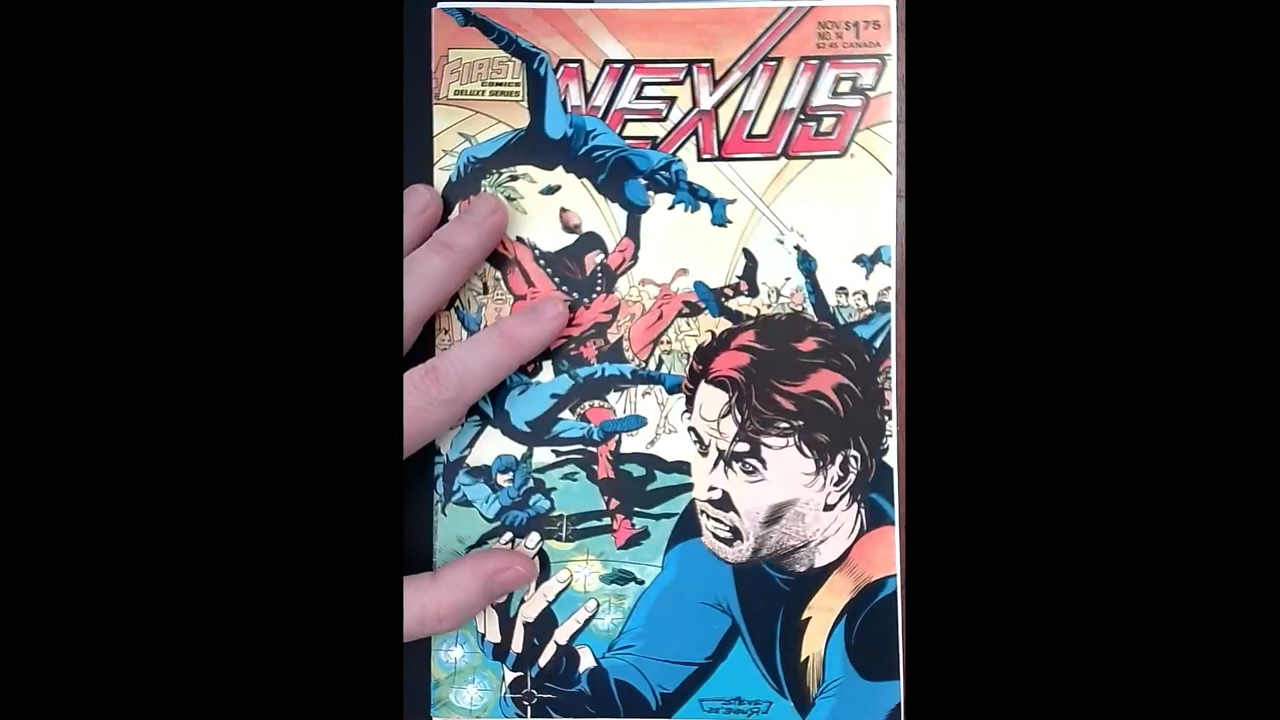 NOV. $1.75
NO. 14
$2.45 CANADA
FIRST
COMICS
DELUXE SERIES
NEXUS
STEVE
RUDE